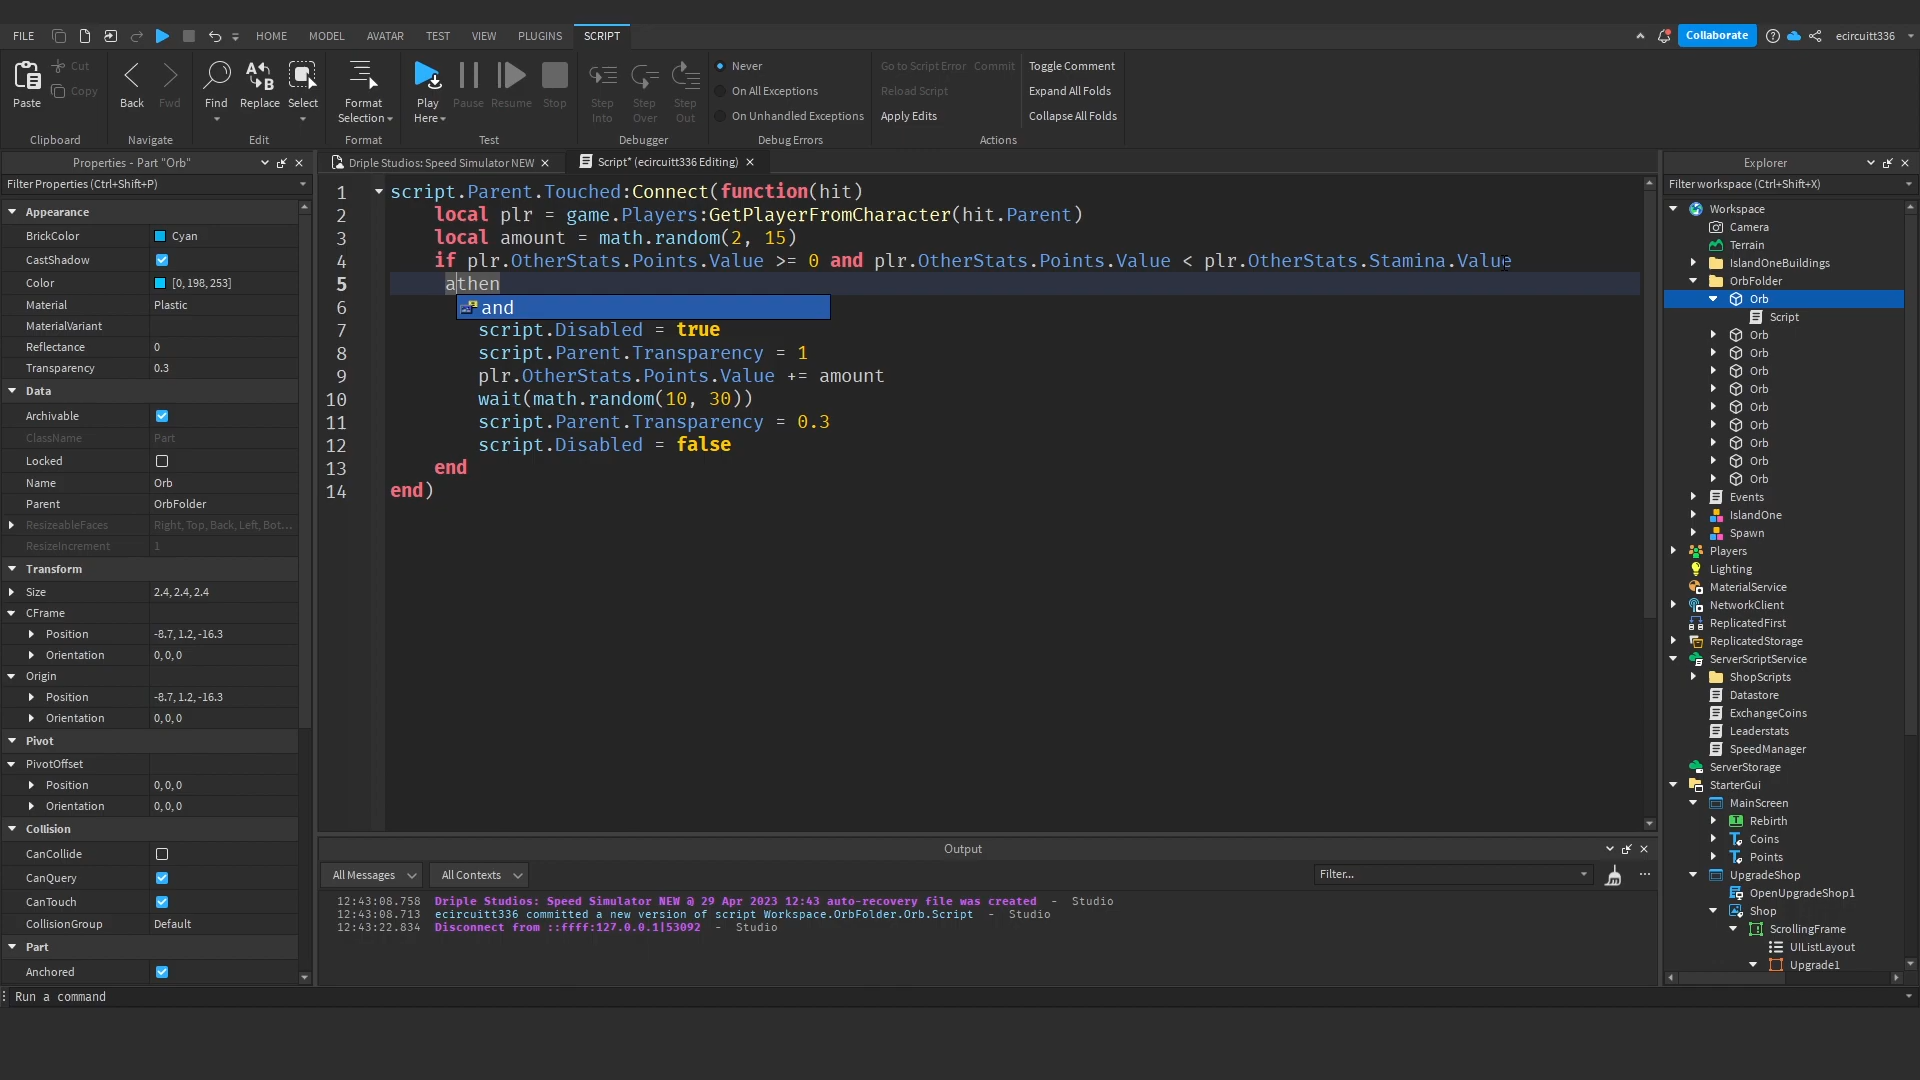 FILE HOME MODEL AVATAR TEST VIEW PLUGINS SCRIPT Collaborate ecircuitt336
Paste Cut Copy Back Fwd Find Replace Select Format Selection Play Here Pause Resume Stop Step Into Step Over Step Out
Never
On All Exceptions
On Unhandled Exceptions
Go to Script Error Commit
Reload Script
Apply Edits
Toggle Comment
Expand All Folds
Collapse All Folds
Clipboard Navigate Edit Format Test Debugger Debug Errors Actions
Properties - Part "Orb"
Filter Properties (Ctrl+Shift+P)
Appearance
BrickColor Cyan
CastShadow
Color [0, 198, 253]
Material Plastic
MaterialVariant
Reflectance 0
Transparency 0.3
Data
Archivable
ClassName Part
Locked
Name Orb
Parent OrbFolder
ResizeableFaces Right, Top, Back, Left, Bot...
ResizeIncrement 1
Transform
Size 2.4, 2.4, 2.4
CFrame
Position -8.7, 1.2, -16.3
Orientation 0, 0, 0
Origin
Position -8.7, 1.2, -16.3
Orientation 0, 0, 0
Pivot
PivotOffset
Position 0, 0, 0
Orientation 0, 0, 0
Collision
CanCollide
CanQuery
CanTouch
CollisionGroup Default
Part
Anchored
Driple Studios: Speed Simulator NEW Script* (ecircuitt336 Editing)
1 script.Parent.Touched:Connect(function(hit)
2 local plr = game.Players:GetPlayerFromCharacter(hit.Parent)
3 local amount = math.random(2, 15)
4 if plr.OtherStats.Points.Value >= 0 and plr.OtherStats.Points.Value < plr.OtherStats.Stamina.Value
5 athen
6 and
7 script.Disabled = true
8 script.Parent.Transparency = 1
9 plr.OtherStats.Points.Value += amount
10 wait(math.random(10, 30))
11 script.Parent.Transparency = 0.3
12 script.Disabled = false
13 end
14 end)
Output
All Messages All Contexts Filter...
12:43:08.758 Driple Studios: Speed Simulator NEW @ 29 Apr 2023 12:43 auto-recovery file was created - Studio
12:43:08.713 ecircuitt336 committed a new version of script Workspace.OrbFolder.Orb.Script - Studio
12:43:22.834 Disconnect from ::ffff:127.0.0.1|53092 - Studio
Explorer
Filter workspace (Ctrl+Shift+X)
Workspace
Camera
Terrain
IslandOneBuildings
OrbFolder
Orb
Script
Orb
Orb
Orb
Orb
Orb
Orb
Orb
Orb
Orb
Events
IslandOne
Spawn
Players
Lighting
MaterialService
NetworkClient
ReplicatedFirst
ReplicatedStorage
ServerScriptService
ShopScripts
Datastore
ExchangeCoins
Leaderstats
SpeedManager
ServerStorage
StarterGui
MainScreen
Rebirth
Coins
Points
UpgradeShop
OpenUpgradeShop1
Shop
ScrollingFrame
UIListLayout
Upgrade1
Run a command